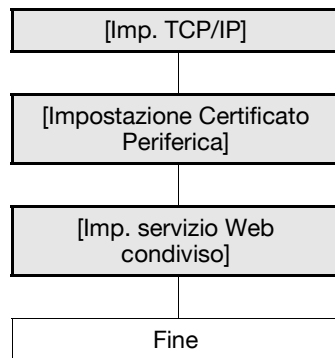 [Imp. TCP/IP]
[Impostazione Certificato
Periferica]
[Imp. servizio Web
condiviso]
Fine